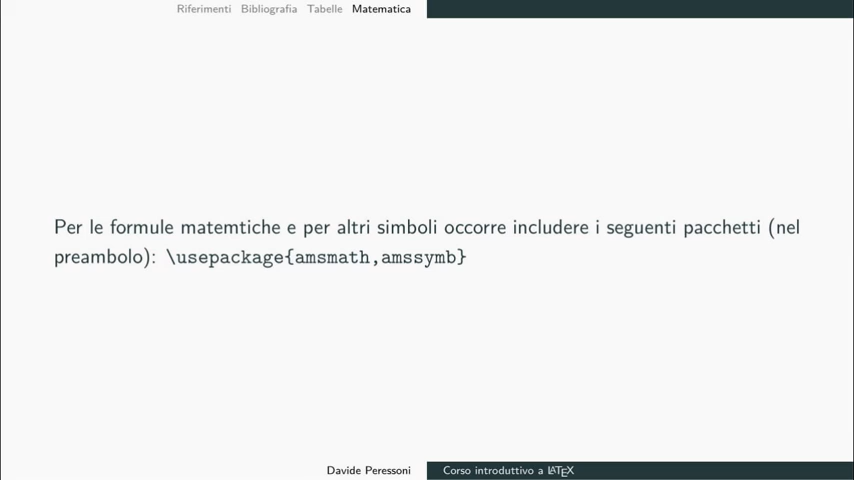 Riferimenti Bibliografia Tabelle Matematica
Per le formule matemtiche e per altri simboli occorre includere i seguenti pacchetti (nel
preambolo): \usepackage{amsmath,amssymb}
Davide Peressoni Corso introduttivo a LATEX